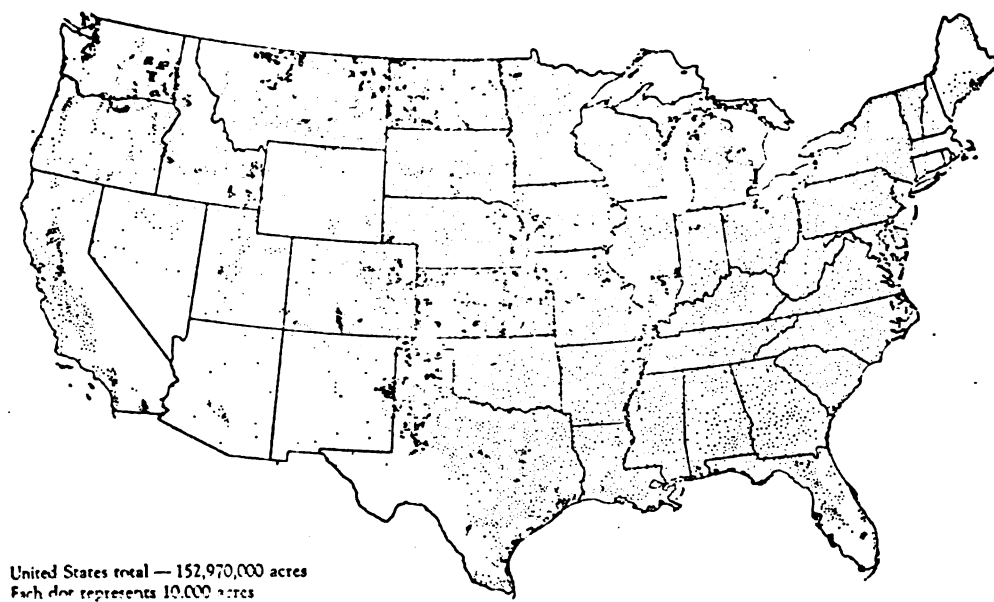 United States total — 152,970,000 acres
Each dot represents 10,000 acres